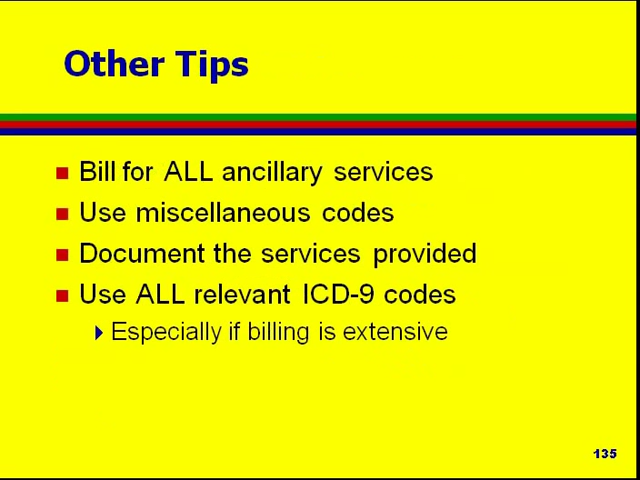 Other Tips
Bill for ALL ancillary services
Use miscellaneous codes
Document the services provided
Use ALL relevant ICD-9 codes
Especially if billing is extensive
135